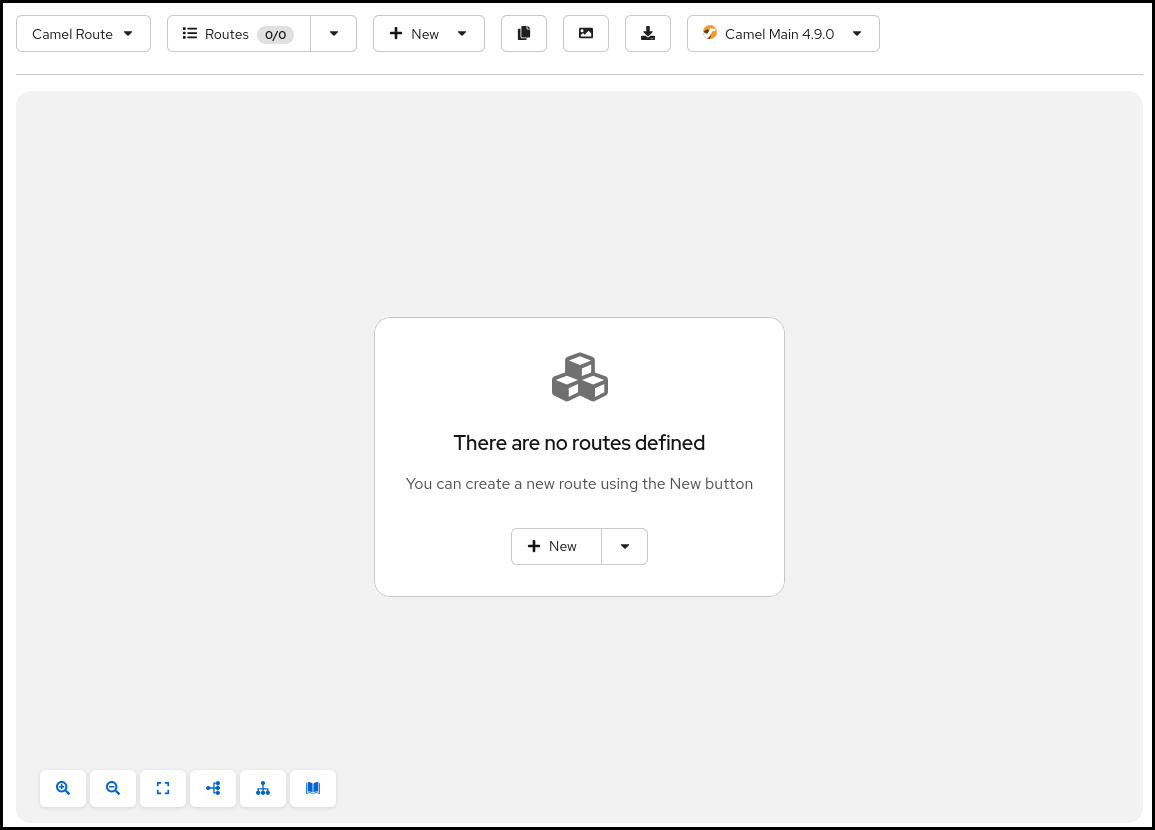 Camel Route
Routes 0/0
New
Camel Main 4.9.0
There are no routes defined
You can create a new route using the New button
New